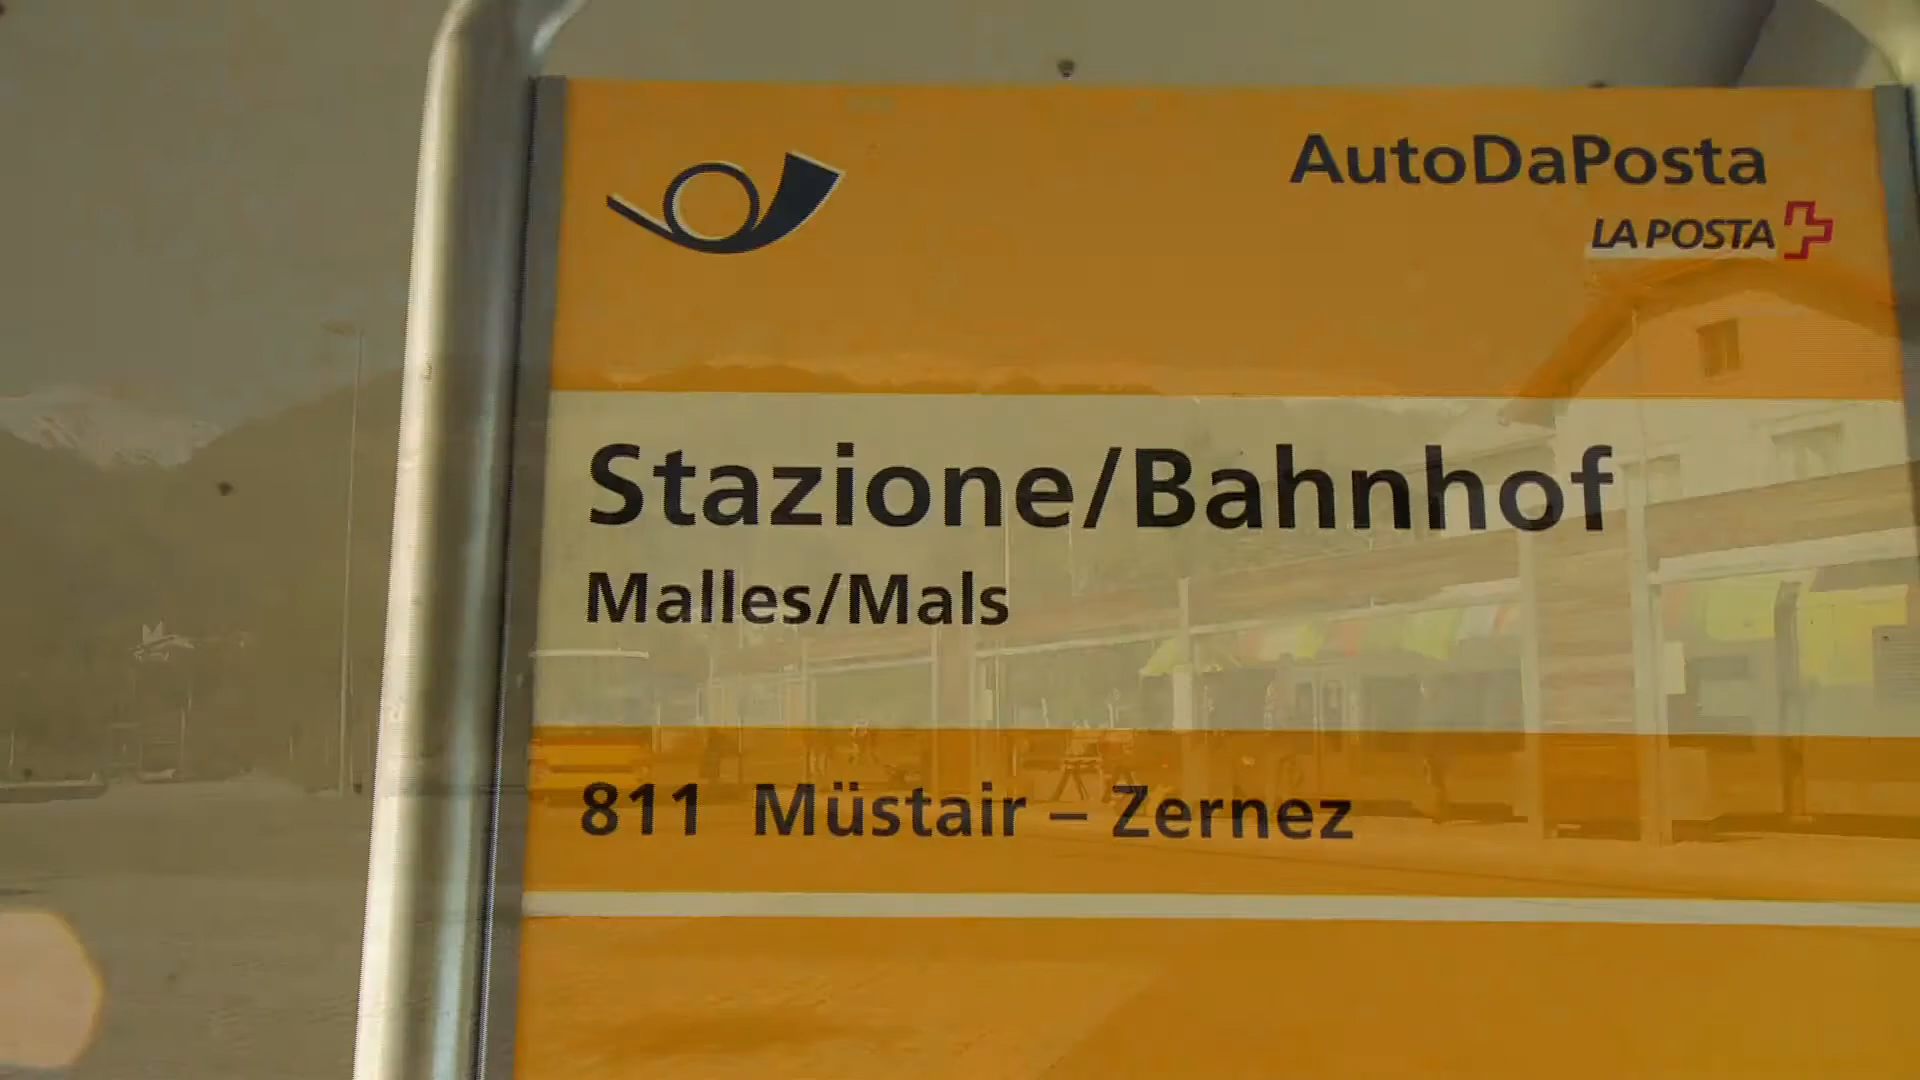 AutoDaPosta
LA POSTA
Stazione/Bahnhof
Malles/Mals
811 Müstair – Zernez